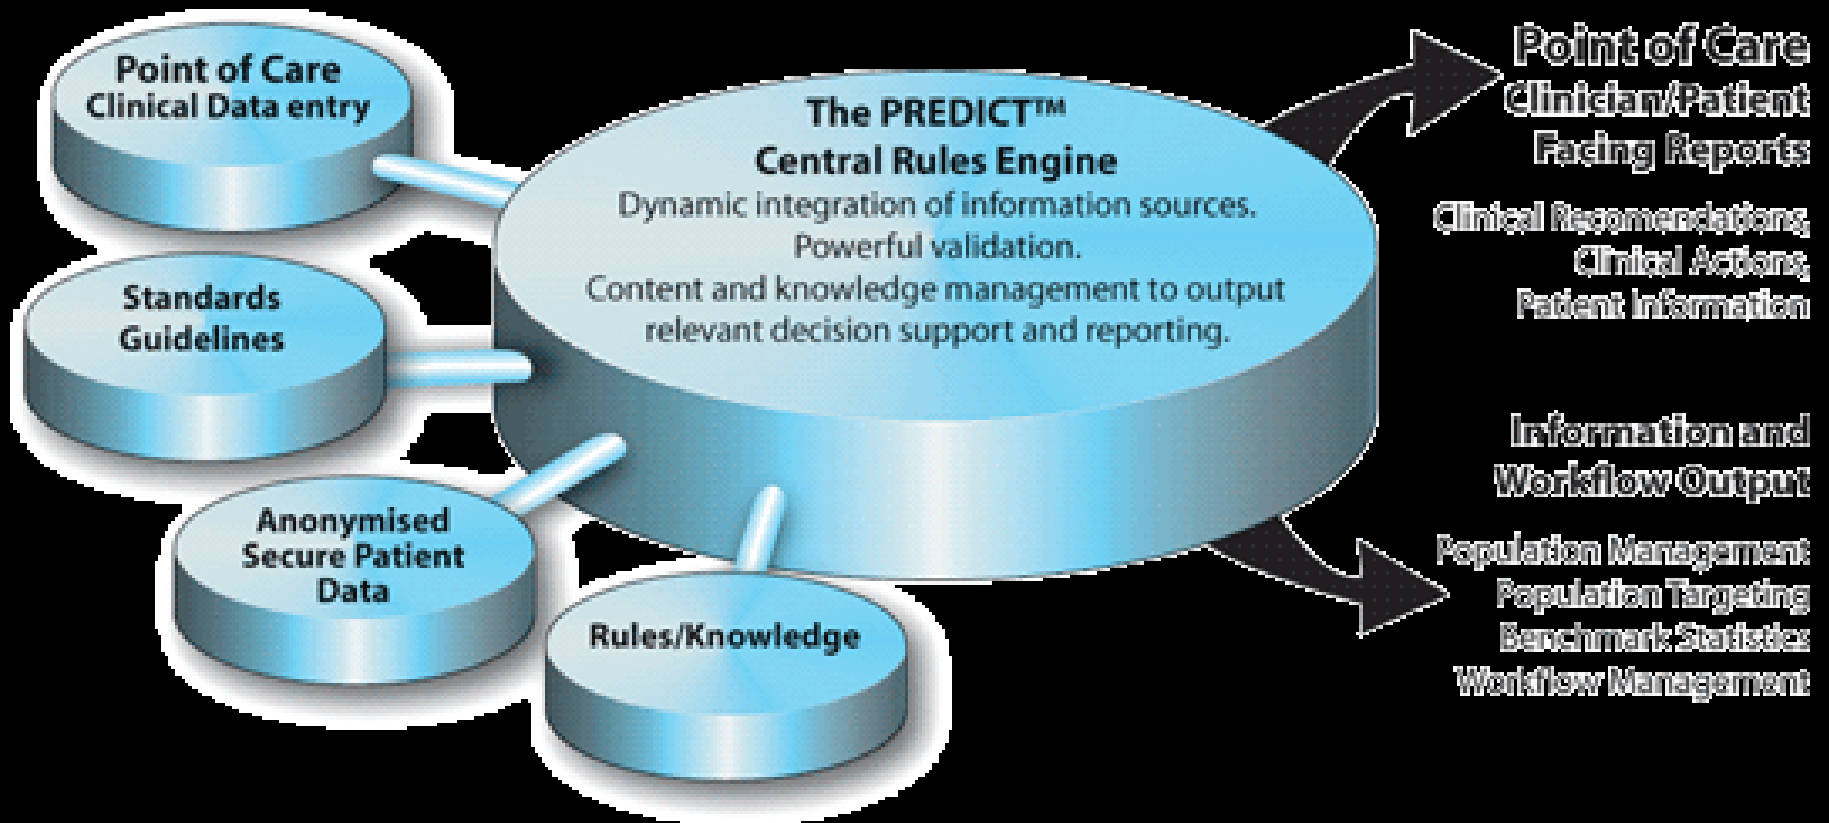 Point of Care
Clinical Data entry
Standards
Guidelines
Anonymised
Secure Patient
Data
Rules/Knowledge
The PREDICT™
Central Rules Engine
Dynamic integration of information sources.
Powerful validation.
Content and knowledge management to output
relevant decision support and reporting.
Point of Care
Clinician/Patient
Facing Reports
Clinical Recomendations,
Clinical Actions,
Patient Information
Information and
Workflow Output
Population Management
Population Targeting
Benchmark Statistics
Workflow Management